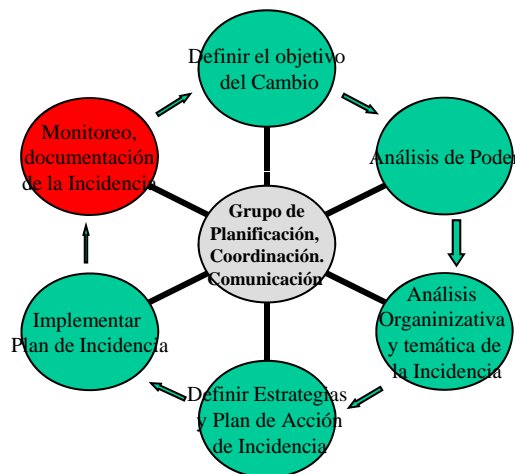 Definir el objetivo
del Cambio
Análisis de Poder
Análisis
Organinizativa
y temática de
la Incidencia
Definir Estrategias
y Plan de Acción
de Incidencia
Implementar
Plan de Incidencia
Monitoreo,
documentación
de la Incidencia
Grupo de
Planificación,
Coordinación.
Comunicación